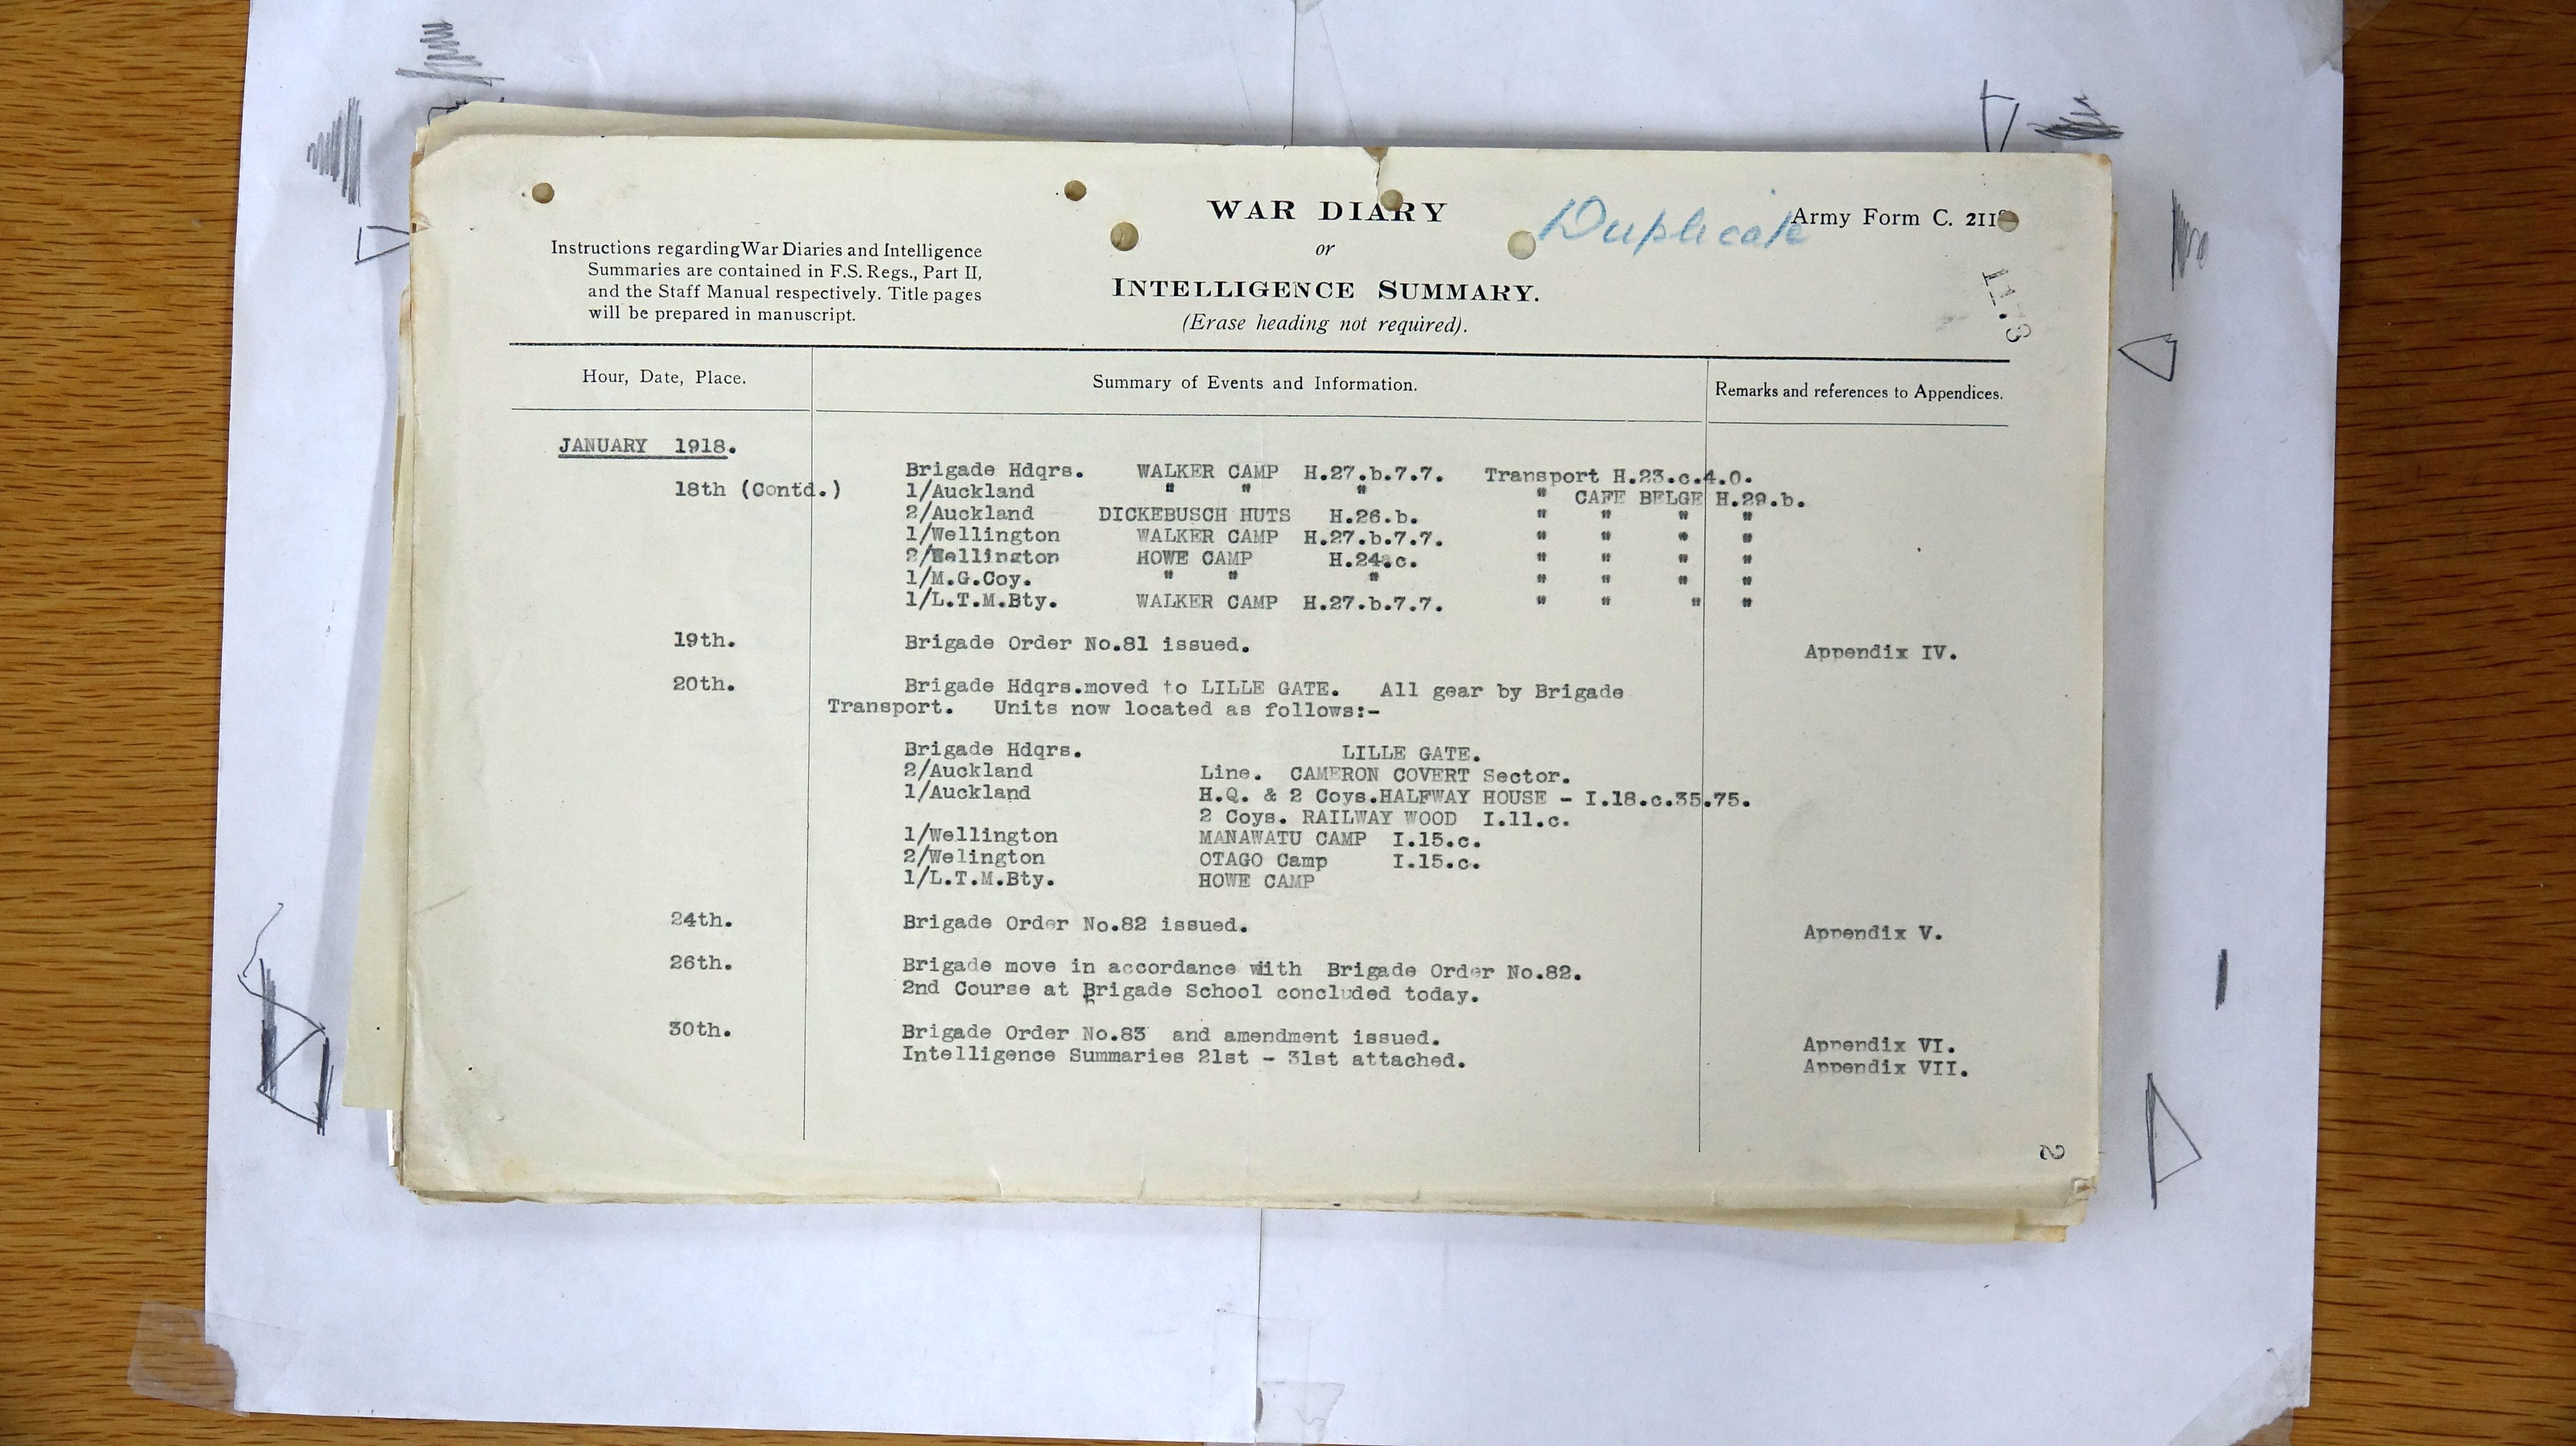 WAR DIARY
or
INTELLIGENCE SUMMARY.
(Erase heading not required).
Duplicate
Army Form C. 211
Instructions regarding War Diaries and Intelligence
Summaries are contained in F.S. Regs., Part II,
and the Staff Manual respectively. Title pages
will be prepared in manuscript.
11.3
Hour, Date, Place. Summary of Events and Information. Remarks and references to Appendices.
JANUARY 1918.
Brigade Hdqrs. WALKER CAMP H.27.b.7.7. Transport H.23.c.4.0.
18th (Contd.) 1/Auckland " " " " CAFE BELGE H.29.b.
2/Auckland DICKEBUSCH HUTS H.26.b. " " " "
1/Wellington WALKER CAMP H.27.b.7.7. " " " "
2/Wellington HOWE CAMP H.24.c. " " " "
1/M.G.Coy. " " " " " " "
1/L.T.M.Bty. WALKER CAMP H.27.b.7.7. " " " "
19th. Brigade Order No.81 issued. Appendix IV.
20th. Brigade Hdqrs.moved to LILLE GATE. All gear by Brigade
Transport. Units now located as follows:-
Brigade Hdqrs. LILLE GATE.
2/Auckland Line. CAMERON COVERT Sector.
1/Auckland H.Q. & 2 Coys.HALFWAY HOUSE - I.18.c.35.75.
2 Coys. RAILWAY WOOD I.11.c.
1/Wellington MANAWATU CAMP I.15.c.
2/Welington OTAGO Camp I.15.c.
1/L.T.M.Bty. HOWE CAMP
24th. Brigade Order No.82 issued. Appendix V.
26th. Brigade move in accordance with Brigade Order No.82.
2nd Course at Brigade School concluded today.
30th. Brigade Order No.83 and amendment issued. Appendix VI.
Intelligence Summaries 21st - 31st attached. Appendix VII.
2